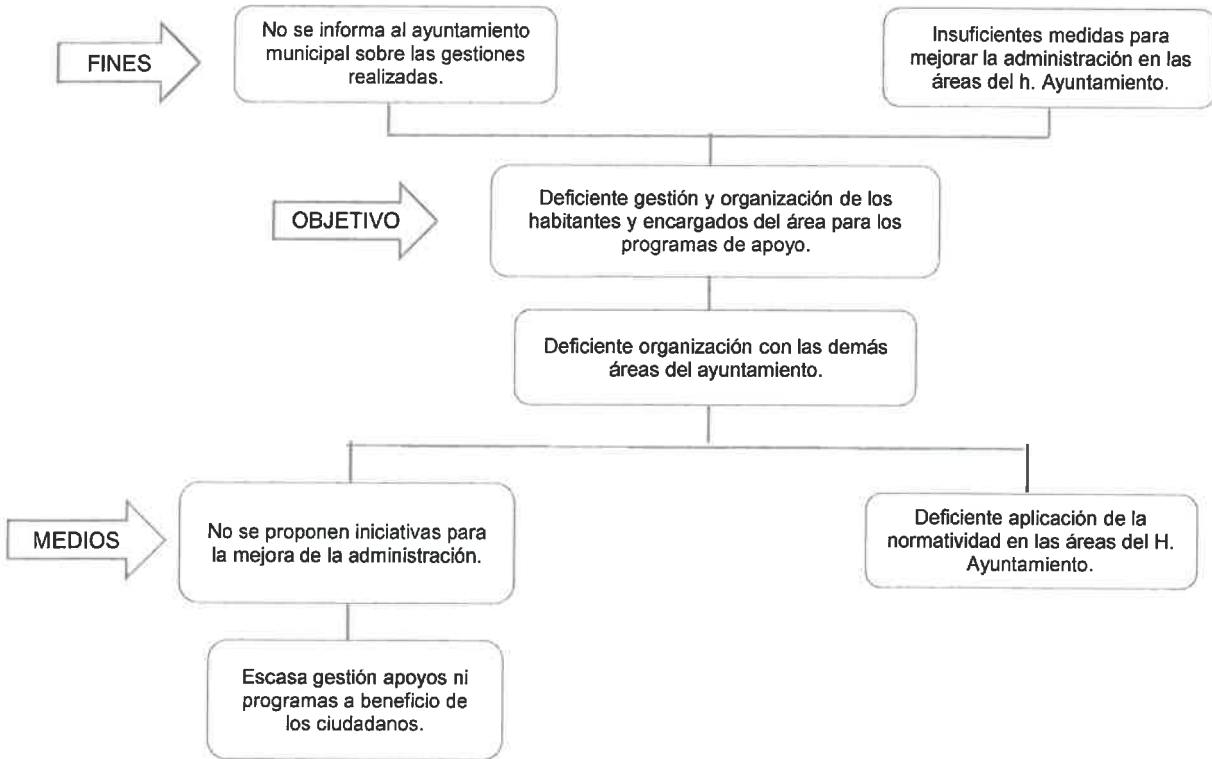 FINES
No se informa al ayuntamiento
municipal sobre las gestiones
realizadas.
Insuficientes medidas para
mejorar la administración en las
áreas del h. Ayuntamiento.
OBJETIVO
Deficiente gestión y organización de los
habitantes y encargados del área para los
programas de apoyo.
Deficiente organización con las demás
áreas del ayuntamiento.
MEDIOS
No se proponen iniciativas para
la mejora de la administración.
Deficiente aplicación de la
normatividad en las áreas del H.
Ayuntamiento.
Escasa gestión apoyos ni
programas a beneficio de
los ciudadanos.